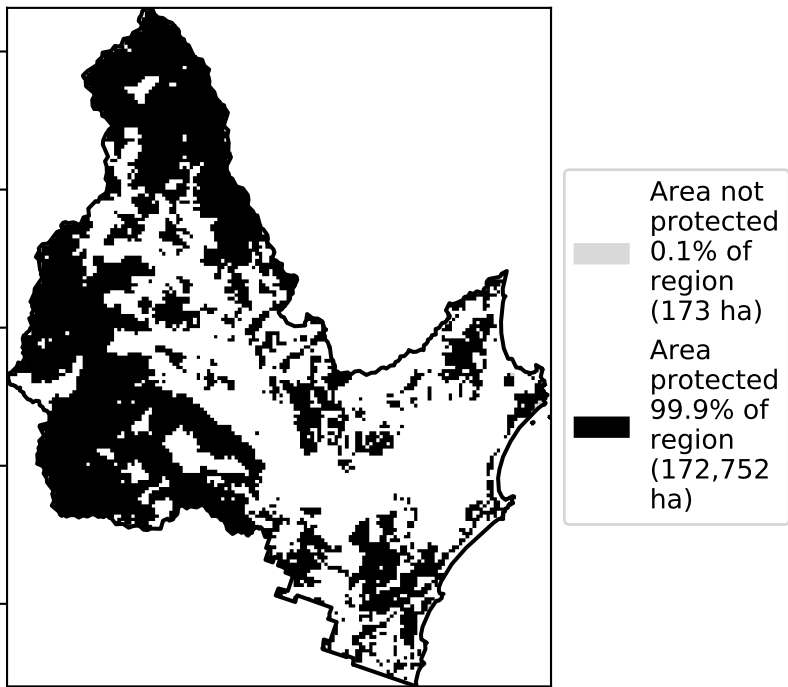 Area not
protected
0.1% of
region
(173 ha)
Area
protected
99.9% of
region
(172,752
ha)